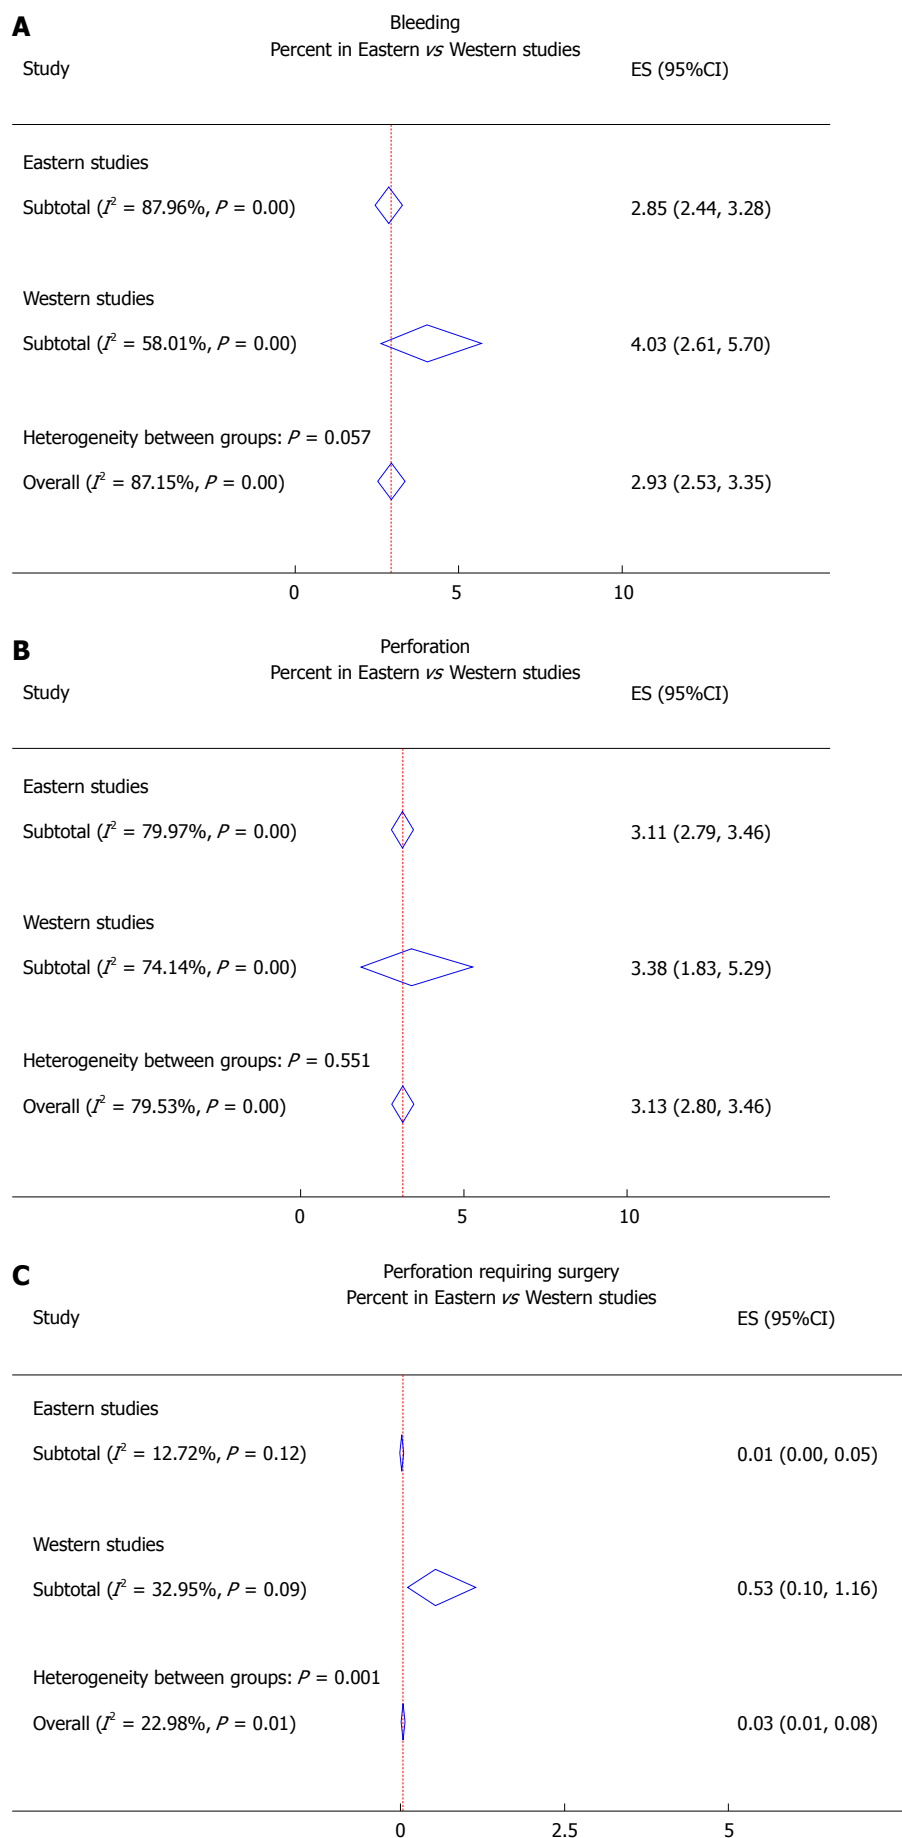 A
Bleeding
Percent in Eastern vs Western studies
Study
ES (95%CI)
Eastern studies
Subtotal (I² = 87.96%, P = 0.00)
2.85 (2.44, 3.28)
Western studies
Subtotal (I² = 58.01%, P = 0.00)
4.03 (2.61, 5.70)
Heterogeneity between groups: P = 0.057
Overall (I² = 87.15%, P = 0.00)
2.93 (2.53, 3.35)
0 5 10
B
Perforation
Percent in Eastern vs Western studies
Study
ES (95%CI)
Eastern studies
Subtotal (I² = 79.97%, P = 0.00)
3.11 (2.79, 3.46)
Western studies
Subtotal (I² = 74.14%, P = 0.00)
3.38 (1.83, 5.29)
Heterogeneity between groups: P = 0.551
Overall (I² = 79.53%, P = 0.00)
3.13 (2.80, 3.46)
0 5 10
C
Perforation requiring surgery
Percent in Eastern vs Western studies
Study
ES (95%CI)
Eastern studies
Subtotal (I² = 12.72%, P = 0.12)
0.01 (0.00, 0.05)
Western studies
Subtotal (I² = 32.95%, P = 0.09)
0.53 (0.10, 1.16)
Heterogeneity between groups: P = 0.001
Overall (I² = 22.98%, P = 0.01)
0.03 (0.01, 0.08)
0 2.5 5